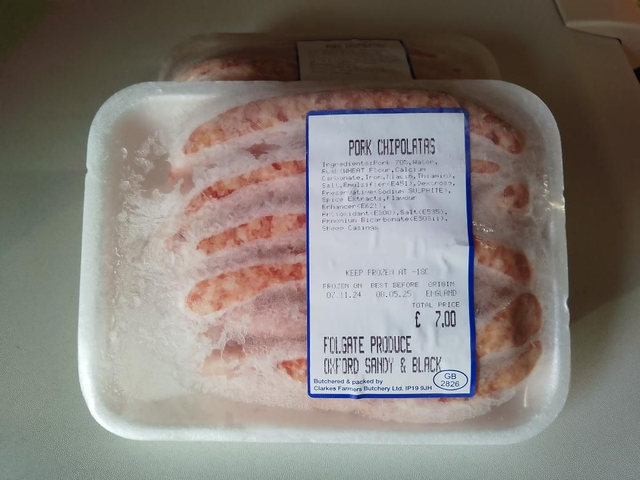 PORK CHIPOLATAS
Ingredients:Pork 70%,Water,
Rusk(WHEAT Flour,Calcium
Carbonate,Iron,Niacin,Thiamin),
Salt,Emulsifier(E451),Dextrose,
Preservative(Sodium SULPHITE),
Spice Extracts,Flavour
Enhancer(E621),
Antioxidant(E300),Salt(E535),
Ammonium Bicarbonate(E503ii),
Sheep Casings
KEEP FROZEN AT -18C
FROZEN ON BEST BEFORE ORIGIN
07.11.24 08.05.25 ENGLAND
TOTAL PRICE
£ 7.00
FOLGATE PRODUCE
OXFORD SANDY & BLACK
Butchered & packed by
Clarkes Farmers Butchery Ltd. IP19 9JH
GB
2826